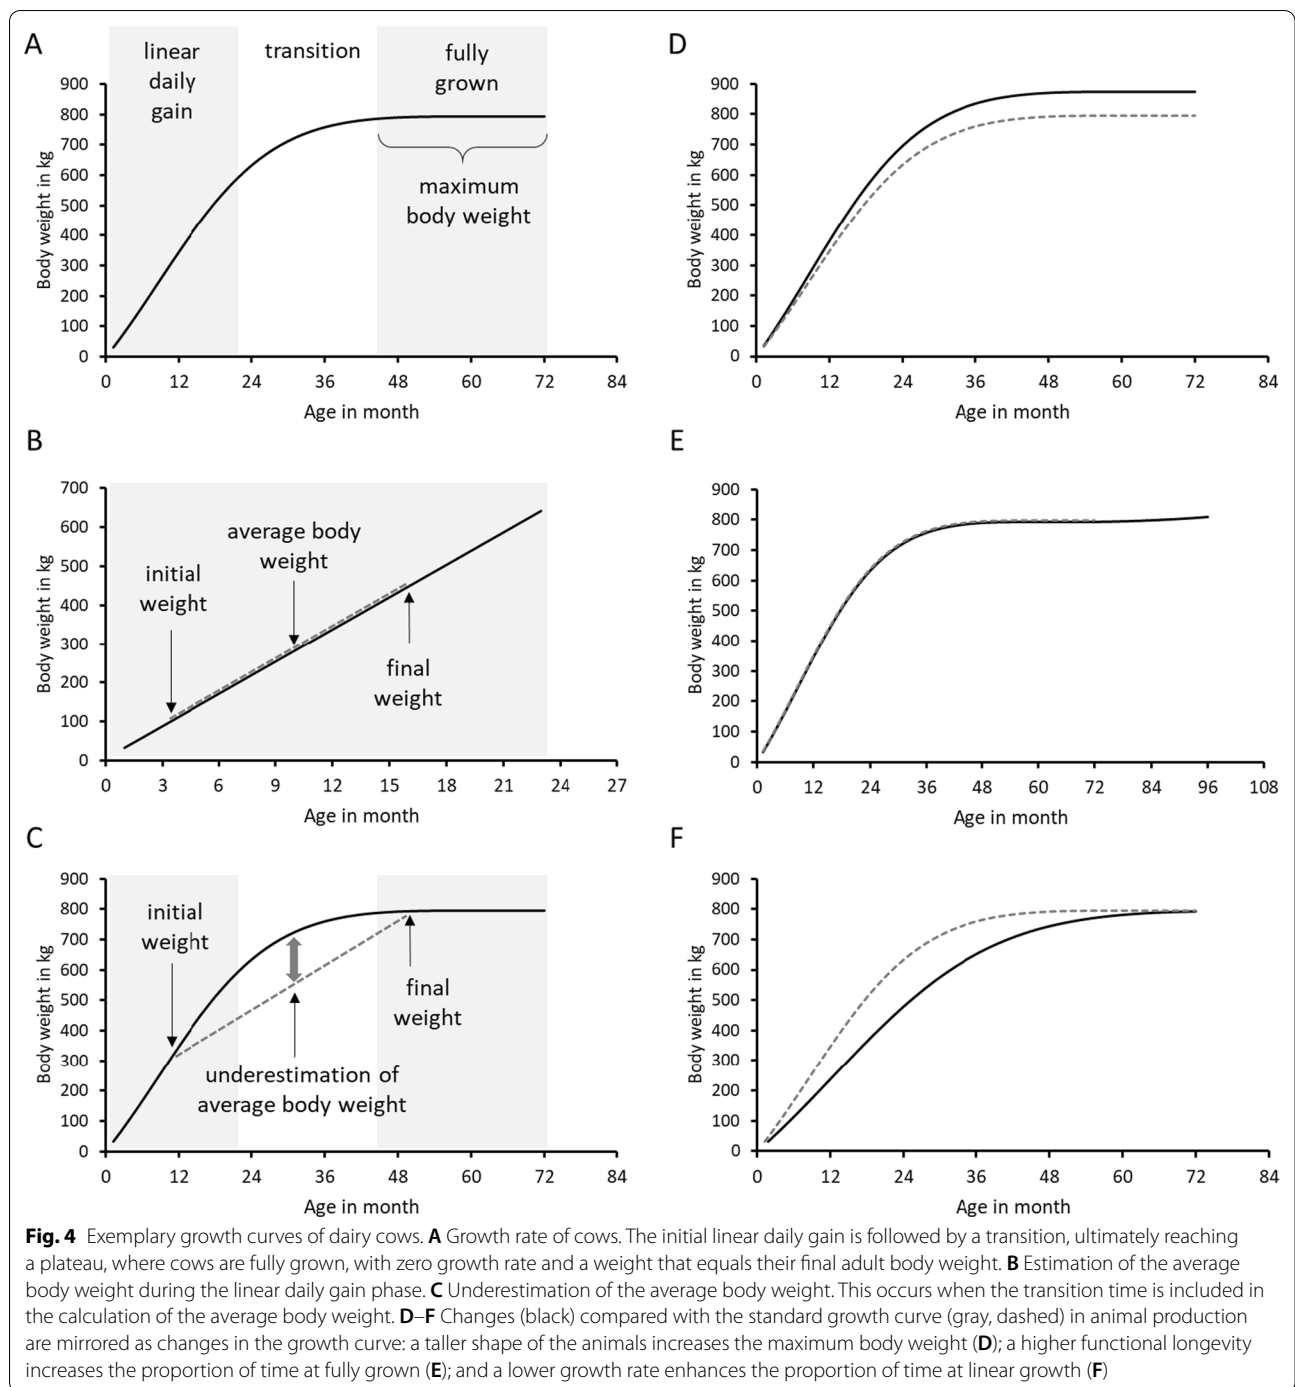 A
linear
daily
gain
transition
fully
grown
900
800
700
600
500
400
300
200
100
0
Body weight in kg
maximum
body weight
0 12 24 36 48 60 72 84
Age in month
D
900
800
700
600
500
400
300
200
100
0
Body weight in kg
0 12 24 36 48 60 72 84
Age in month
B
700
600
500
400
300
200
100
0
Body weight in kg
initial
weight
average body
weight
final
weight
0 3 6 9 12 15 18 21 24 27
Age in month
E
900
800
700
600
500
400
300
200
100
0
Body weight in kg
0 12 24 36 48 60 72 84 96 108
Age in month
C
900
800
700
600
500
400
300
200
100
0
Body weight in kg
initial
weight
final
weight
underestimation of
average body weight
0 12 24 36 48 60 72 84
Age in month
F
900
800
700
600
500
400
300
200
100
0
Body weight in kg
0 12 24 36 48 60 72 84
Age in month
Fig. 4 Exemplary growth curves of dairy cows. A Growth rate of cows. The initial linear daily gain is followed by a transition, ultimately reaching
a plateau, where cows are fully grown, with zero growth rate and a weight that equals their final adult body weight. B Estimation of the average
body weight during the linear daily gain phase. C Underestimation of the average body weight. This occurs when the transition time is included in
the calculation of the average body weight. D–F Changes (black) compared with the standard growth curve (gray, dashed) in animal production
are mirrored as changes in the growth curve: a taller shape of the animals increases the maximum body weight (D); a higher functional longevity
increases the proportion of time at fully grown (E); and a lower growth rate enhances the proportion of time at linear growth (F)